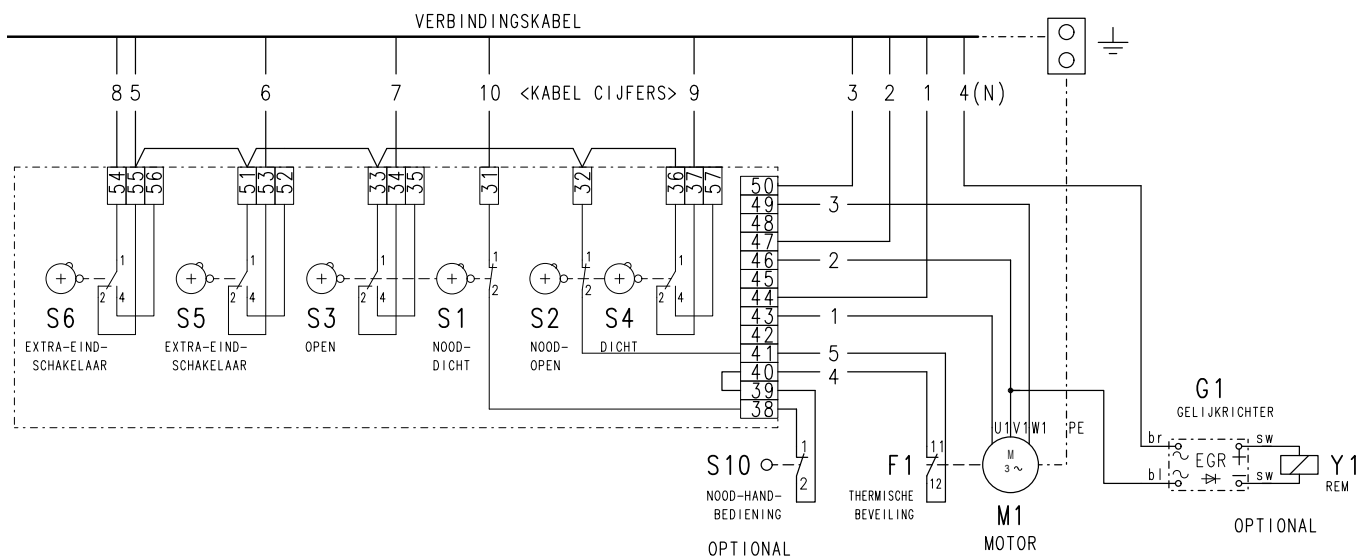 VERBINDINGSKABEL
8 5 6 7 10 <KABEL CIJFERS> 9 3 2 1 4(N)
54 55 56 51 53 52 33 34 35 31 32 36 37 57
50
49 3
48
47
46 2
45
44
43 1
42
41 5
40 4
39
38
1 1 1 1 1 1
2 4 2 4 2 4 2 2 2 4
S6 S5 S3 S1 S2 S4
EXTRA-EIND-
SCHAKELAAR
EXTRA-EIND-
SCHAKELAAR
OPEN
NOOD-
DICHT
NOOD-
OPEN
DICHT
S10
1
2
NOOD-HAND-
BEDIENING
OPTIONAL
F1
11
12
THERMISCHE
BEVEILING
U1 V1 W1 PE
M
3 ~
M1
MOTOR
G1
GELIJKRICHTER
br sw
~ EGR +
bl ~ – sw
Y1
REM
OPTIONAL